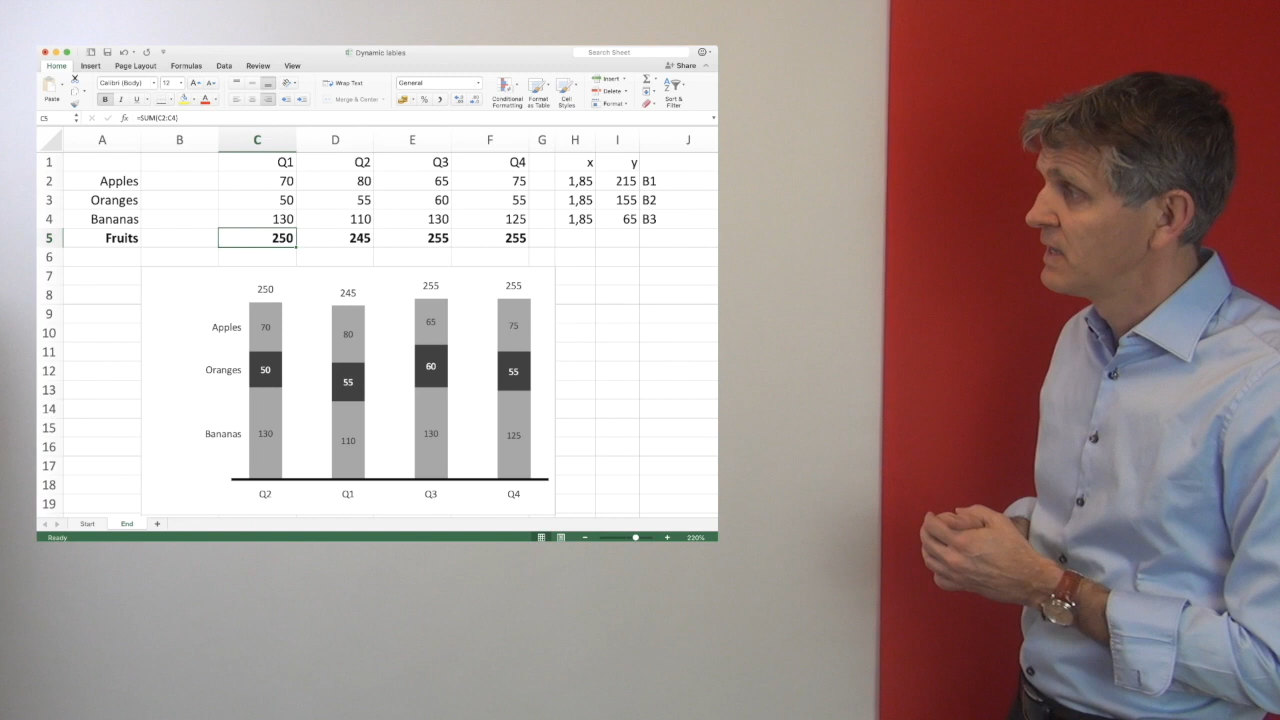 Dynamic lables
Search Sheet
Home Insert Page Layout Formulas Data Review View Share
Paste
Calibri (Body) 12 A A
B I U A
Wrap Text
Merge & Center
General
%
Conditional Formatting
Format as Table
Cell Styles
Insert
Delete
Format
Sort & Filter
C5 fx =SUM(C2:C4)
A B C D E F G H I J
1 Q1 Q2 Q3 Q4 x y
2 Apples 70 80 65 75 1,85 215 B1
3 Oranges 50 55 60 55 1,85 155 B2
4 Bananas 130 110 130 125 1,85 65 B3
5 Fruits 250 245 255 255
6
7
8
9
10
11
12
13
14
15
16
17
18
19
250 245 255 255
Apples 70 80 65 75
Oranges 50 55 60 55
Bananas 130 110 130 125
Q2 Q1 Q3 Q4
Start End +
Ready 220%